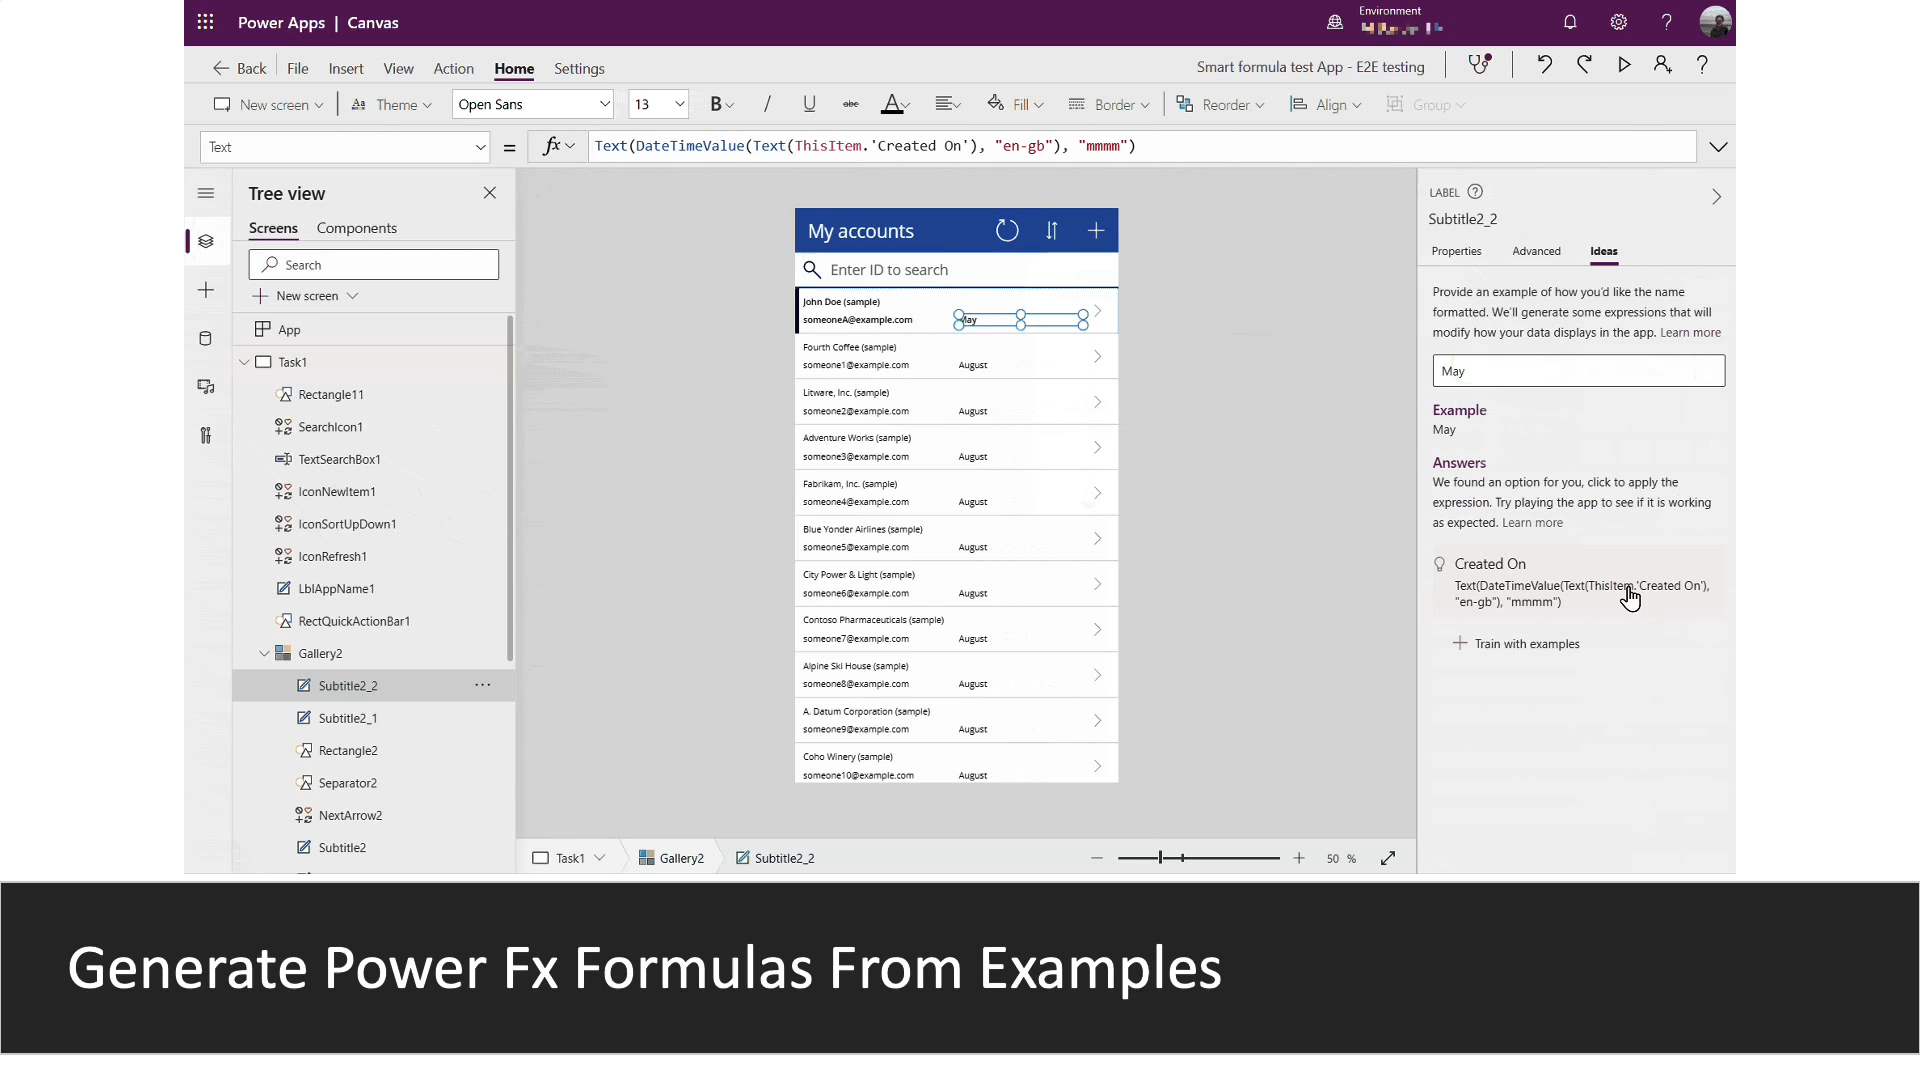 Power Apps | Canvas
Environment
Back File Insert View Action Home Settings
Smart formula test App - E2E testing
New screen Theme Open Sans 13 B / U abc A Fill Border Reorder Align Group
Text = fx Text(DateTimeValue(Text(ThisItem.'Created On'), "en-gb"), "mmmm")
Tree view
Screens Components
Search
New screen
App
Task1
Rectangle11
SearchIcon1
TextSearchBox1
IconNewItem1
IconSortUpDown1
IconRefresh1
LblAppName1
RectQuickActionBar1
Gallery2
Subtitle2_2 ...
Subtitle2_1
Rectangle2
Separator2
NextArrow2
Subtitle2
My accounts
Enter ID to search
John Doe (sample)
someoneA@example.com May
Fourth Coffee (sample)
someone1@example.com August
Litware, Inc. (sample)
someone2@example.com August
Adventure Works (sample)
someone3@example.com August
Fabrikam, Inc. (sample)
someone4@example.com August
Blue Yonder Airlines (sample)
someone5@example.com August
City Power & Light (sample)
someone6@example.com August
Contoso Pharmaceuticals (sample)
someone7@example.com August
Alpine Ski House (sample)
someone8@example.com August
A. Datum Corporation (sample)
someone9@example.com August
Coho Winery (sample)
someone10@example.com August
Task1 Gallery2 Subtitle2_2
50 %
LABEL
Subtitle2_2
Properties Advanced Ideas
Provide an example of how you'd like the name
formatted. We'll generate some expressions that will
modify how your data displays in the app. Learn more
May
Example
May
Answers
We found an option for you, click to apply the
expression. Try playing the app to see if it is working
as expected. Learn more
Created On
Text(DateTimeValue(Text(ThisItem.'Created On'),
"en-gb"), "mmmm")
Train with examples
Generate Power Fx Formulas From Examples